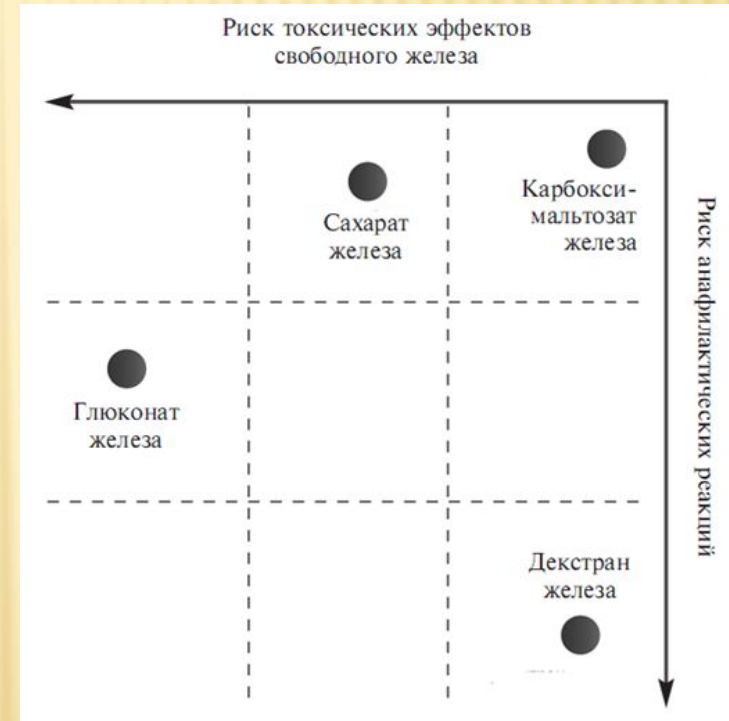 Риск токсических эффектов
свободного железа
Карбокси-
мальтозат
железа
Сахарат
железа
Риск анафилактических реакций
Глюконат
железа
Декстран
железа